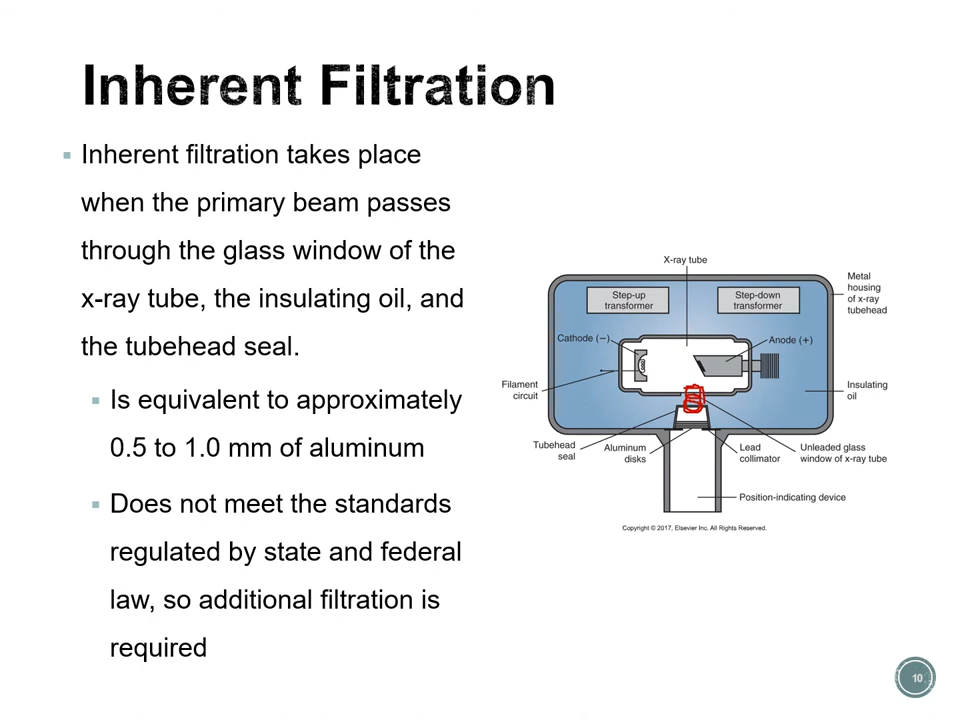 Inherent Filtration
Inherent filtration takes place
when the primary beam passes
through the glass window of the
x-ray tube, the insulating oil, and
the tubehead seal.
Is equivalent to approximately
0.5 to 1.0 mm of aluminum
Does not meet the standards
regulated by state and federal
law, so additional filtration is
required
X-ray tube
Metal
housing
of x-ray
tubehead
Step-up
transformer
Step-down
transformer
Cathode (−)
Anode (+)
Filament
circuit
Insulating
oil
Tubehead
seal
Aluminum
disks
Lead
collimator
Unleaded glass
window of x-ray tube
Position-indicating device
Copyright © 2017, Elsevier Inc. All Rights Reserved.
10